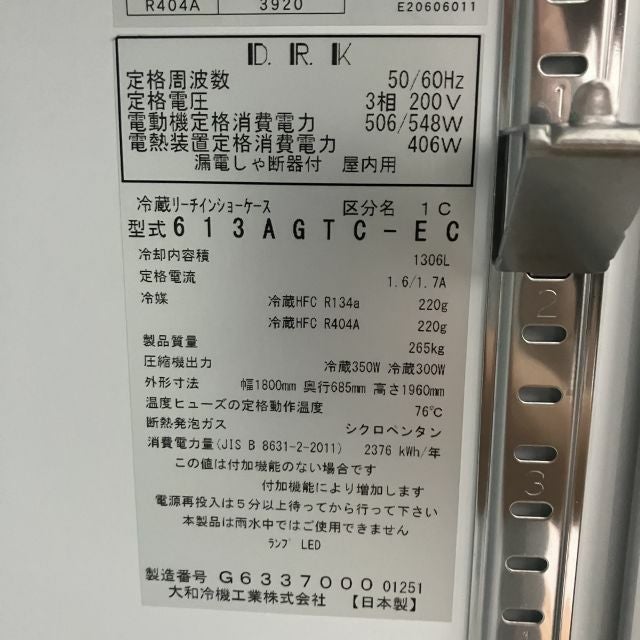 R404A 3920 E20606011
D. R. K
定格周波数 50/60Hz
定格電圧 3相 200V
電動機定格消費電力 506/548W
電熱装置定格消費電力 406W
漏電しゃ断器付 屋内用
冷蔵リーチインショーケース 区分名 1C
型式 613AGTC-EC
冷却内容積 1306L
定格電流 1.6/1.7A
冷媒 冷蔵HFC R134a 220g
冷蔵HFC R404A 220g
製品質量 265kg
圧縮機出力 冷蔵350W 冷蔵300W
外形寸法 幅1800mm 奥行685mm 高さ1960mm
温度ヒューズの定格動作温度 76℃
断熱発泡ガス シクロペンタン
消費電力量(JIS B 8631-2-2011) 2376 kWh/年
この値は付加機能のない場合です
付加機能により増加します
電源再投入は5分以上待ってから行って下さい
本製品は雨水中ではご使用できません
ランプ LED
製造番号 G6337000 01251
大和冷機工業株式会社 【日本製】
1
2
3